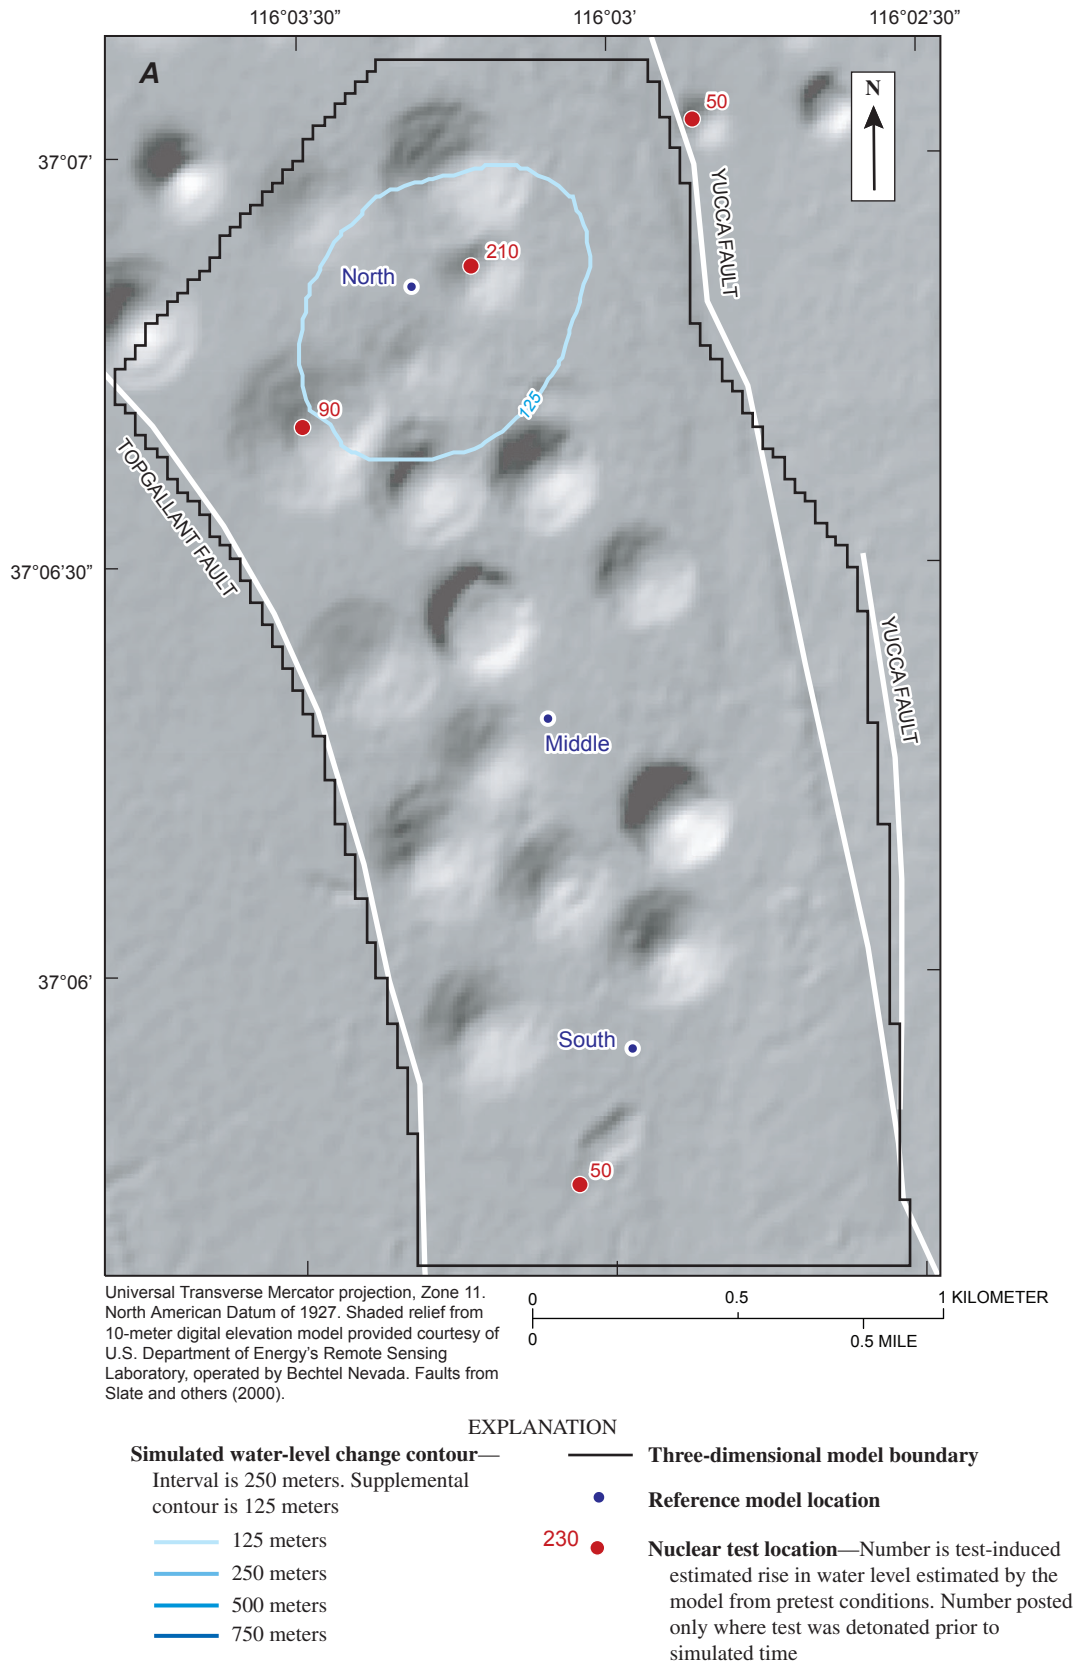 116°03'30”
116°03'
116°02'30”
A
N
50
37°07'
YUCCA FAULT
210
North
125
90
TOPGALLANT FAULT
37°06'30”
YUCCA FAULT
Middle
37°06'
South
50
Universal Transverse Mercator projection, Zone 11.
North American Datum of 1927. Shaded relief from
10-meter digital elevation model provided courtesy of
U.S. Department of Energy’s Remote Sensing
Laboratory, operated by Bechtel Nevada. Faults from
Slate and others (2000).
0 0.5 1 KILOMETER
0 0.5 MILE
EXPLANATION
Simulated water-level change contour—
Interval is 250 meters. Supplemental
contour is 125 meters
125 meters
250 meters
500 meters
750 meters
Three-dimensional model boundary
Reference model location
230
Nuclear test location—Number is test-induced
estimated rise in water level estimated by the
model from pretest conditions. Number posted
only where test was detonated prior to
simulated time